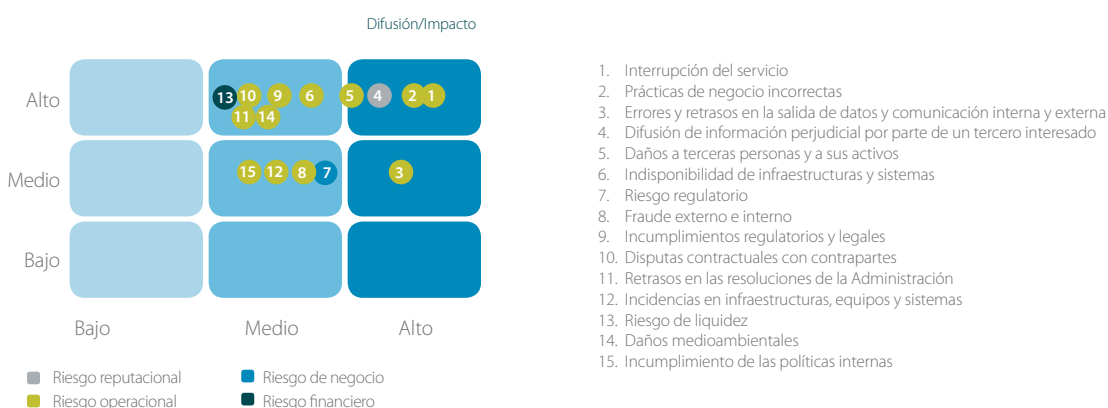 Difusión/Impacto
Alto
13 10 9 6 5 4 2 1
11 14
Medio
15 12 8 7 3
Bajo
Bajo Medio Alto
Riesgo reputacional
Riesgo de negocio
Riesgo operacional
Riesgo financiero
1. Interrupción del servicio
2. Prácticas de negocio incorrectas
3. Errores y retrasos en la salida de datos y comunicación interna y externa
4. Difusión de información perjudicial por parte de un tercero interesado
5. Daños a terceras personas y a sus activos
6. Indisponibilidad de infraestructuras y sistemas
7. Riesgo regulatorio
8. Fraude externo e interno
9. Incumplimientos regulatorios y legales
10. Disputas contractuales con contrapartes
11. Retrasos en las resoluciones de la Administración
12. Incidencias en infraestructuras, equipos y sistemas
13. Riesgo de liquidez
14. Daños medioambientales
15. Incumplimiento de las políticas internas